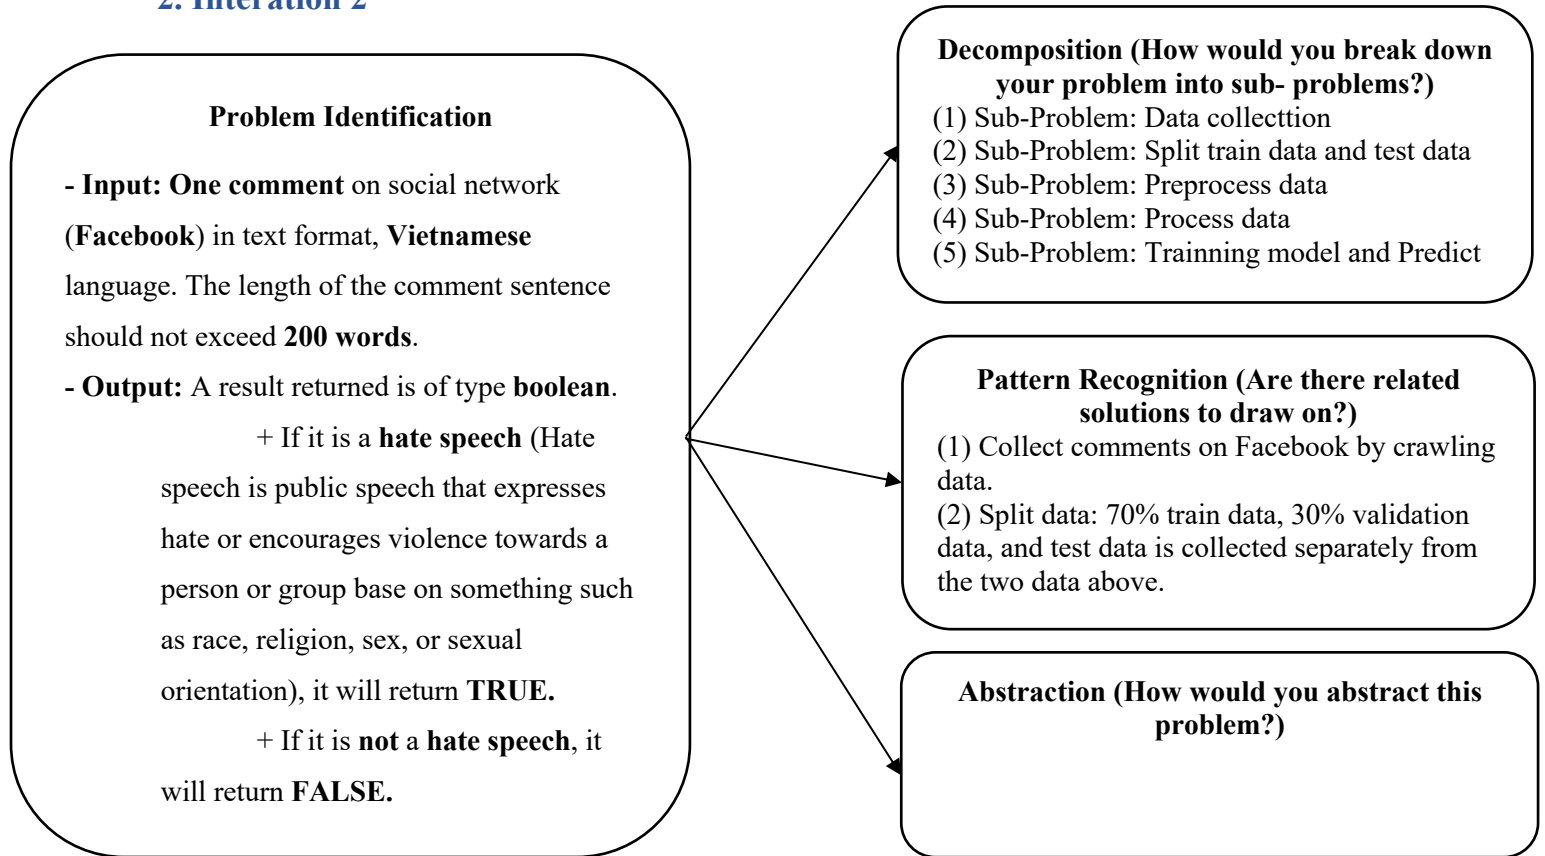 2. Interation 2
Problem Identification
- Input: One comment on social network
(Facebook) in text format, Vietnamese
language. The length of the comment sentence
should not exceed 200 words.
- Output: A result returned is of type boolean.
+ If it is a hate speech (Hate
speech is public speech that expresses
hate or encourages violence towards a
person or group base on something such
as race, religion, sex, or sexual
orientation), it will return TRUE.
+ If it is not a hate speech, it
will return FALSE.
Decomposition (How would you break down
your problem into sub- problems?)
(1) Sub-Problem: Data collecttion
(2) Sub-Problem: Split train data and test data
(3) Sub-Problem: Preprocess data
(4) Sub-Problem: Process data
(5) Sub-Problem: Trainning model and Predict
Pattern Recognition (Are there related
solutions to draw on?)
(1) Collect comments on Facebook by crawling
data.
(2) Split data: 70% train data, 30% validation
data, and test data is collected separately from
the two data above.
Abstraction (How would you abstract this
problem?)